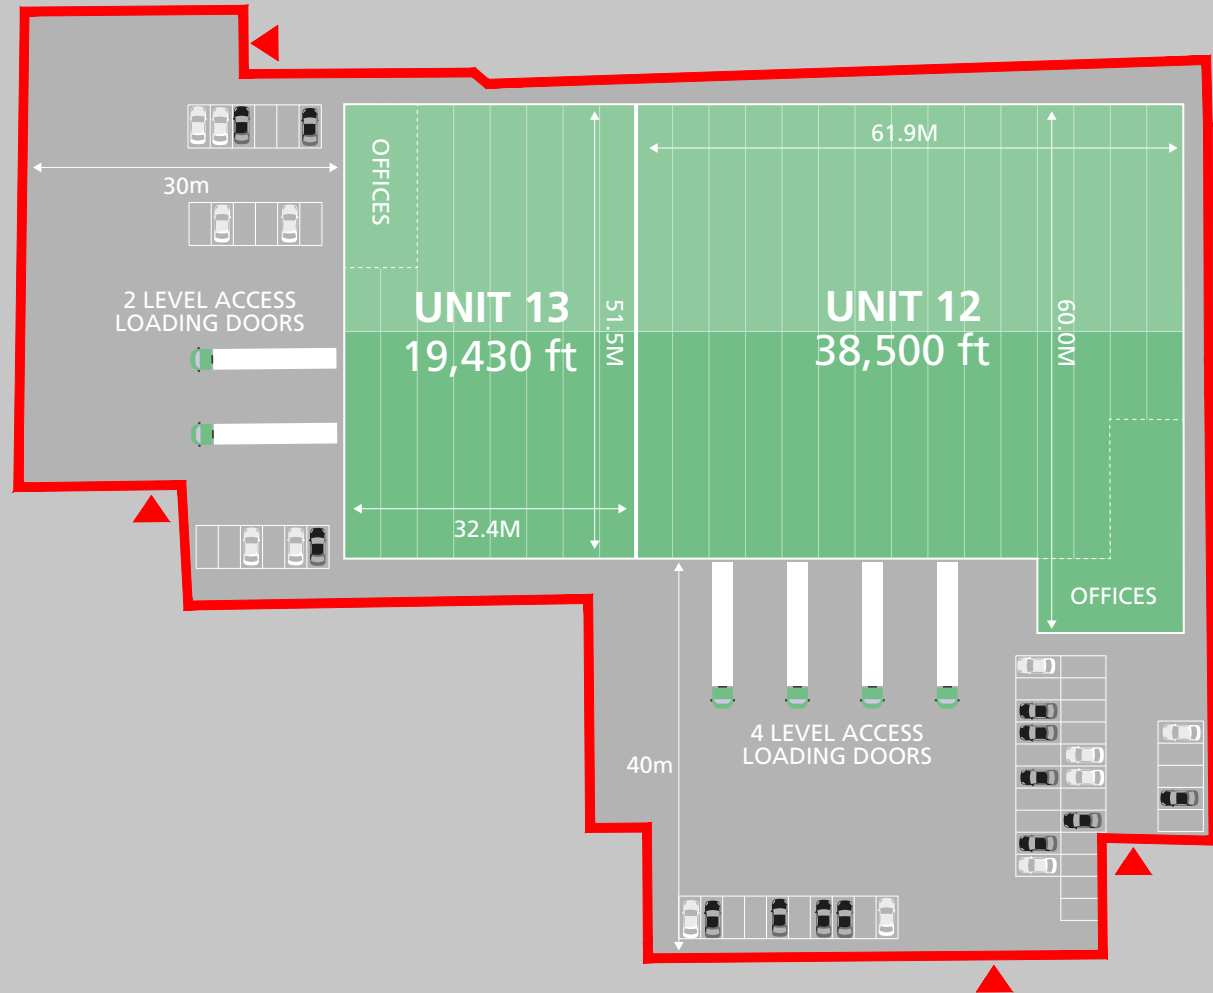 61.9M
OFFICES
30m
2 LEVEL ACCESS
LOADING DOORS
UNIT 13
19,430 ft
51.5M
UNIT 12
38,500 ft
60.0M
32.4M
OFFICES
4 LEVEL ACCESS
LOADING DOORS
40m